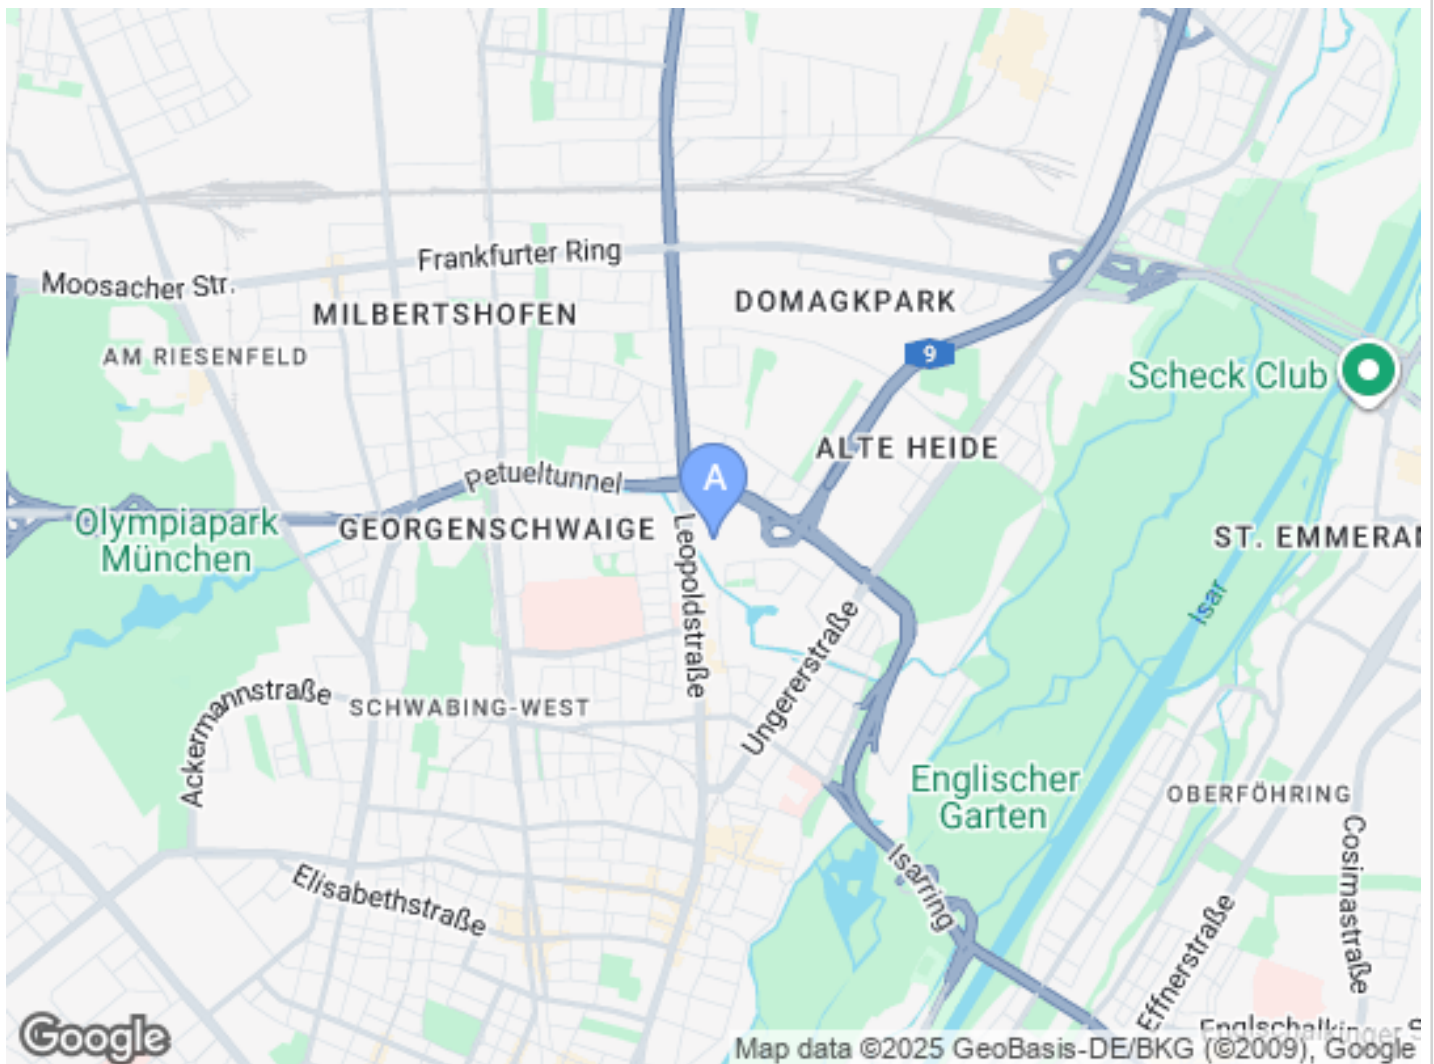 Frankfurter Ring
Moosacher Str.
MILBERTSHOFEN
DOMAGKPARK
AM RIESENFELD
9
Scheck Club
ALTE HEIDE
Petueltunnel
A
Olympiapark
München
GEORGENSCHWAIGE
ST. EMMERAN
Leopoldstraße
Isar
Ungererstraße
Ackermannstraße
SCHWABING-WEST
Englischer
Garten
OBERFÖHRING
Cosimastraße
Isarring
Elisabethstraße
Effnerstraße
Google
Map data ©2025 GeoBasis-DE/BKG (©2009), Google